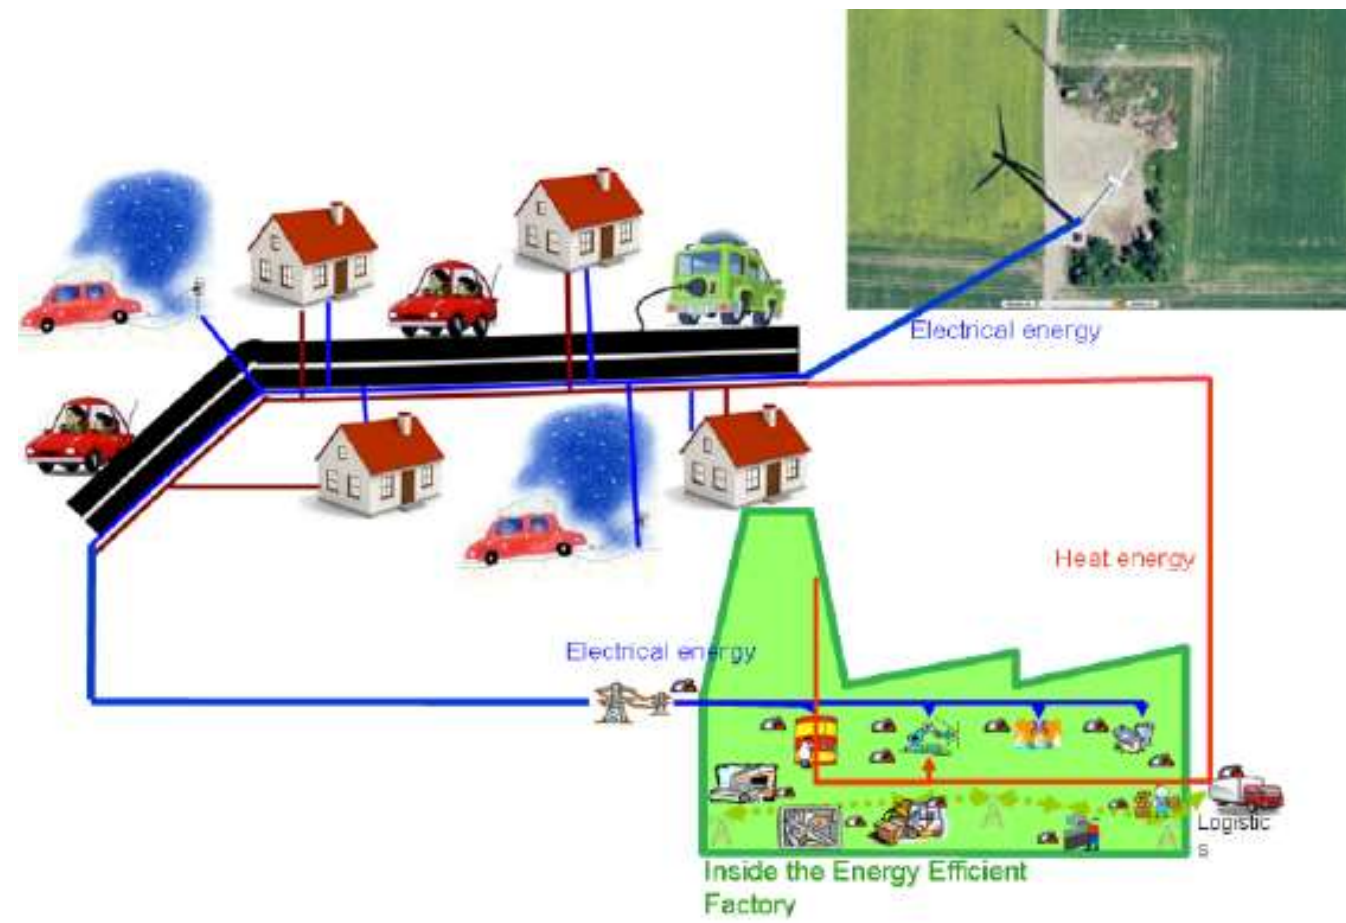 Electrical energy
Heat energy
Electrical energy
Logistic
s
Inside the Energy Efficient
Factory